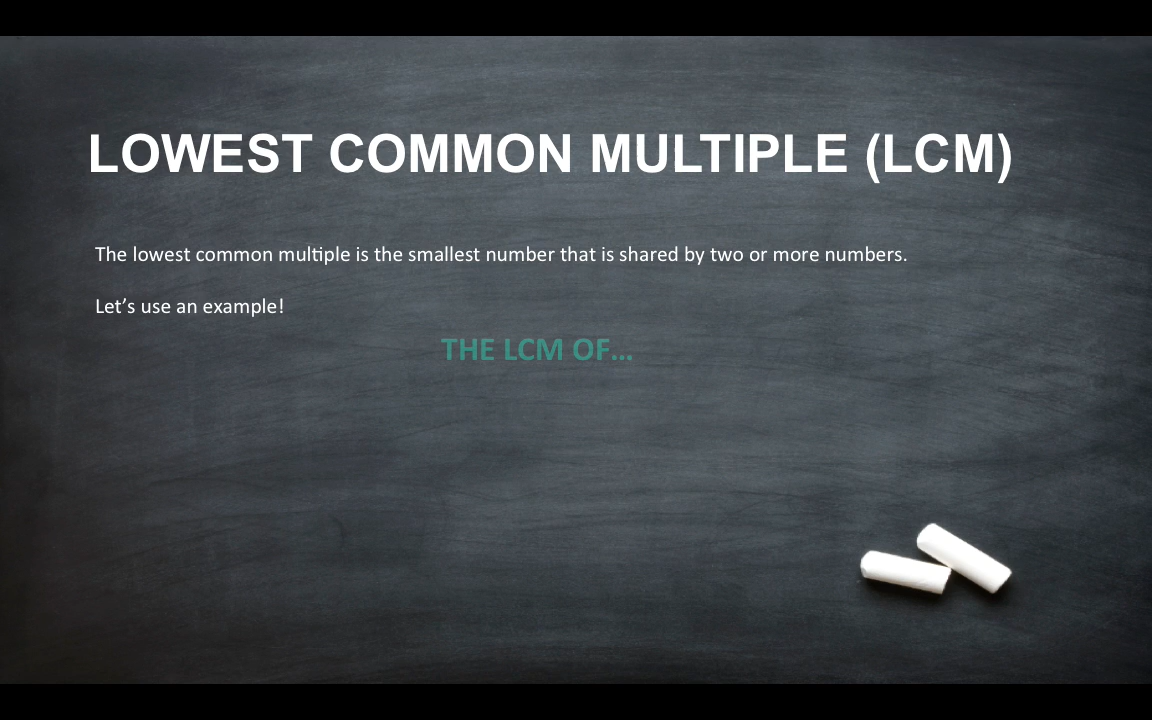 LOWEST COMMON MULTIPLE (LCM)
The lowest common multiple is the smallest number that is shared by two or more numbers.
Let’s use an example!
THE LCM OF…